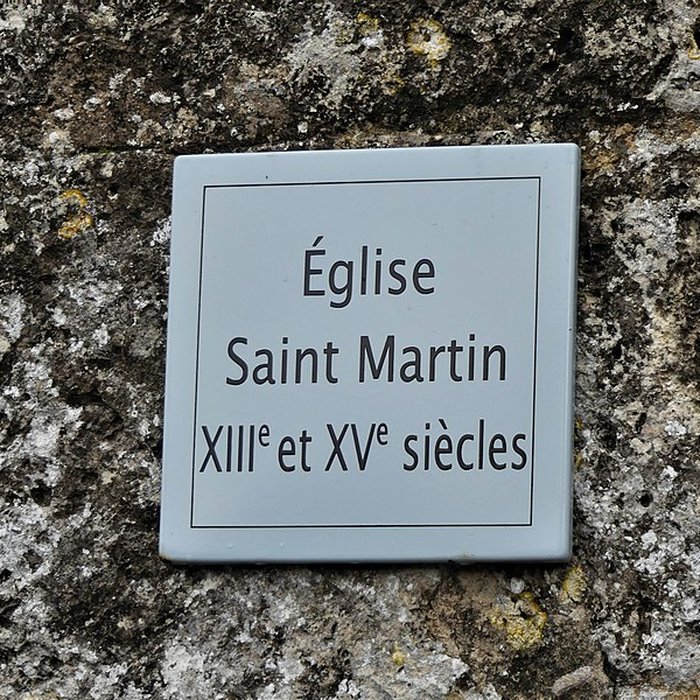 Église
Saint Martin
XIIIe et XVe siècles